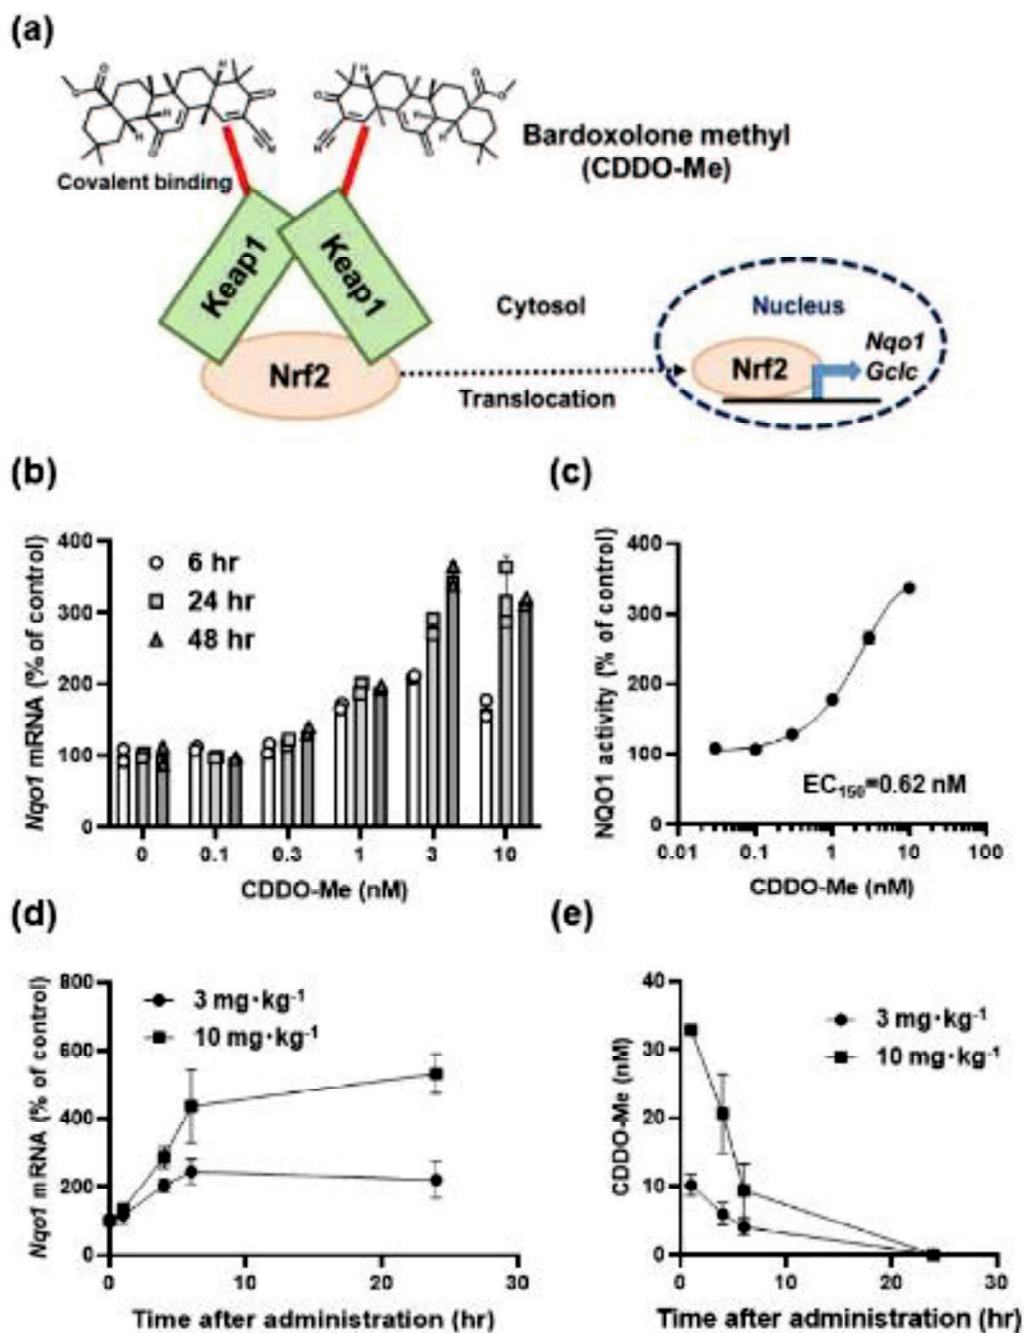 (a)
Bardoxolone methyl
(CDDO-Me)
Covalent binding
Keap1
Keap1
Nrf2
Cytosol
Translocation
Nucleus
Nrf2
Nqo1
Gclc
(b)
Nqo1 mRNA (% of control)
400
300
200
100
0
6 hr
24 hr
48 hr
0 0.1 0.3 1 3 10
CDDO-Me (nM)
(c)
NQO1 activity (% of control)
400
300
200
100
0
EC150=0.62 nM
0.01 0.1 1 10 100
CDDO-Me (nM)
(d)
Nqo1 mRNA (% of control)
800
600
400
200
0
3 mg·kg-1
10 mg·kg-1
0 10 20 30
Time after administration (hr)
(e)
CDDO-Me (nM)
40
30
20
10
0
3 mg·kg-1
10 mg·kg-1
0 10 20 30
Time after administration (hr)